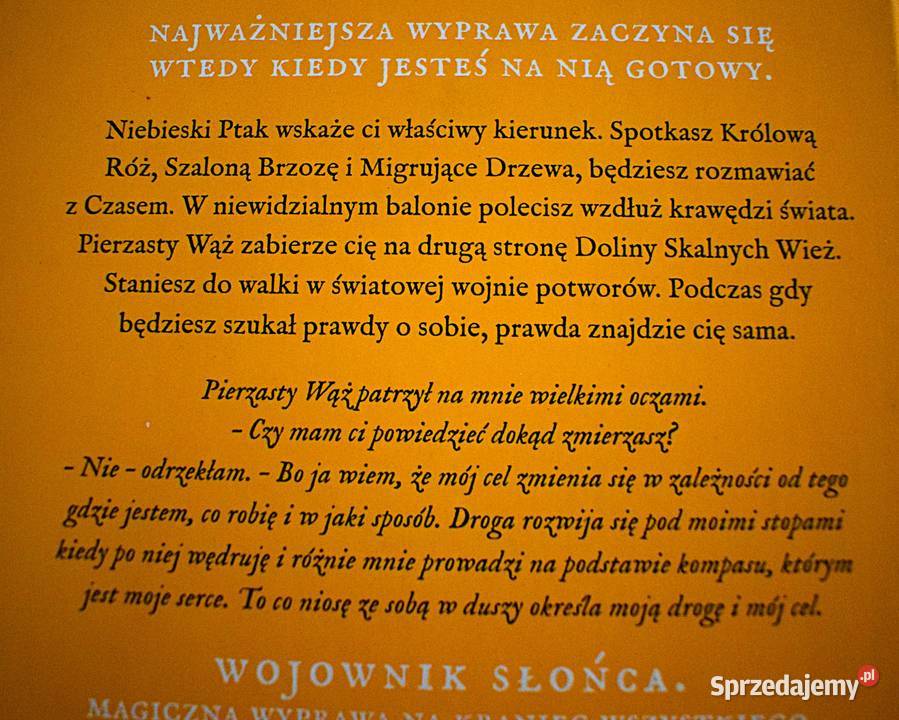 NAJWAŻNIEJSZA WYPRAWA ZACZYNA SIĘ
WTEDY KIEDY JESTEŚ NA NIĄ GOTOWY.
Niebieski Ptak wskaże ci właściwy kierunek. Spotkasz Królową
Róż, Szaloną Brzozę i Migrujące Drzewa, będziesz rozmawiać
z Czasem. W niewidzialnym balonie polecisz wzdłuż krawędzi świata.
Pierzasty Wąż zabierze cię na drugą stronę Doliny Skalnych Wież.
Staniesz do walki w światowej wojnie potworów. Podczas gdy
będziesz szukał prawdy o sobie, prawda znajdzie cię sama.
Pierzasty Wąż patrzył na mnie wielkimi oczami.
– Czy mam ci powiedzieć dokąd zmierzasz?
– Nie – odrzekłam. – Bo ja wiem, że mój cel zmienia się w zależności od tego
gdzie jestem, co robię i w jaki sposób. Droga rozwija się pod moimi stopami
kiedy po niej wędruję i różnie mnie prowadzi na podstawie kompasu, którym
jest moje serce. To co niosę ze sobą w duszy określa moją drogę i mój cel.
WOJOWNIK SŁOŃCA.
MAGICZNA WYPRAWA NA KRANIEC WSZYSTKIEGO
Sprzedajemy.pl